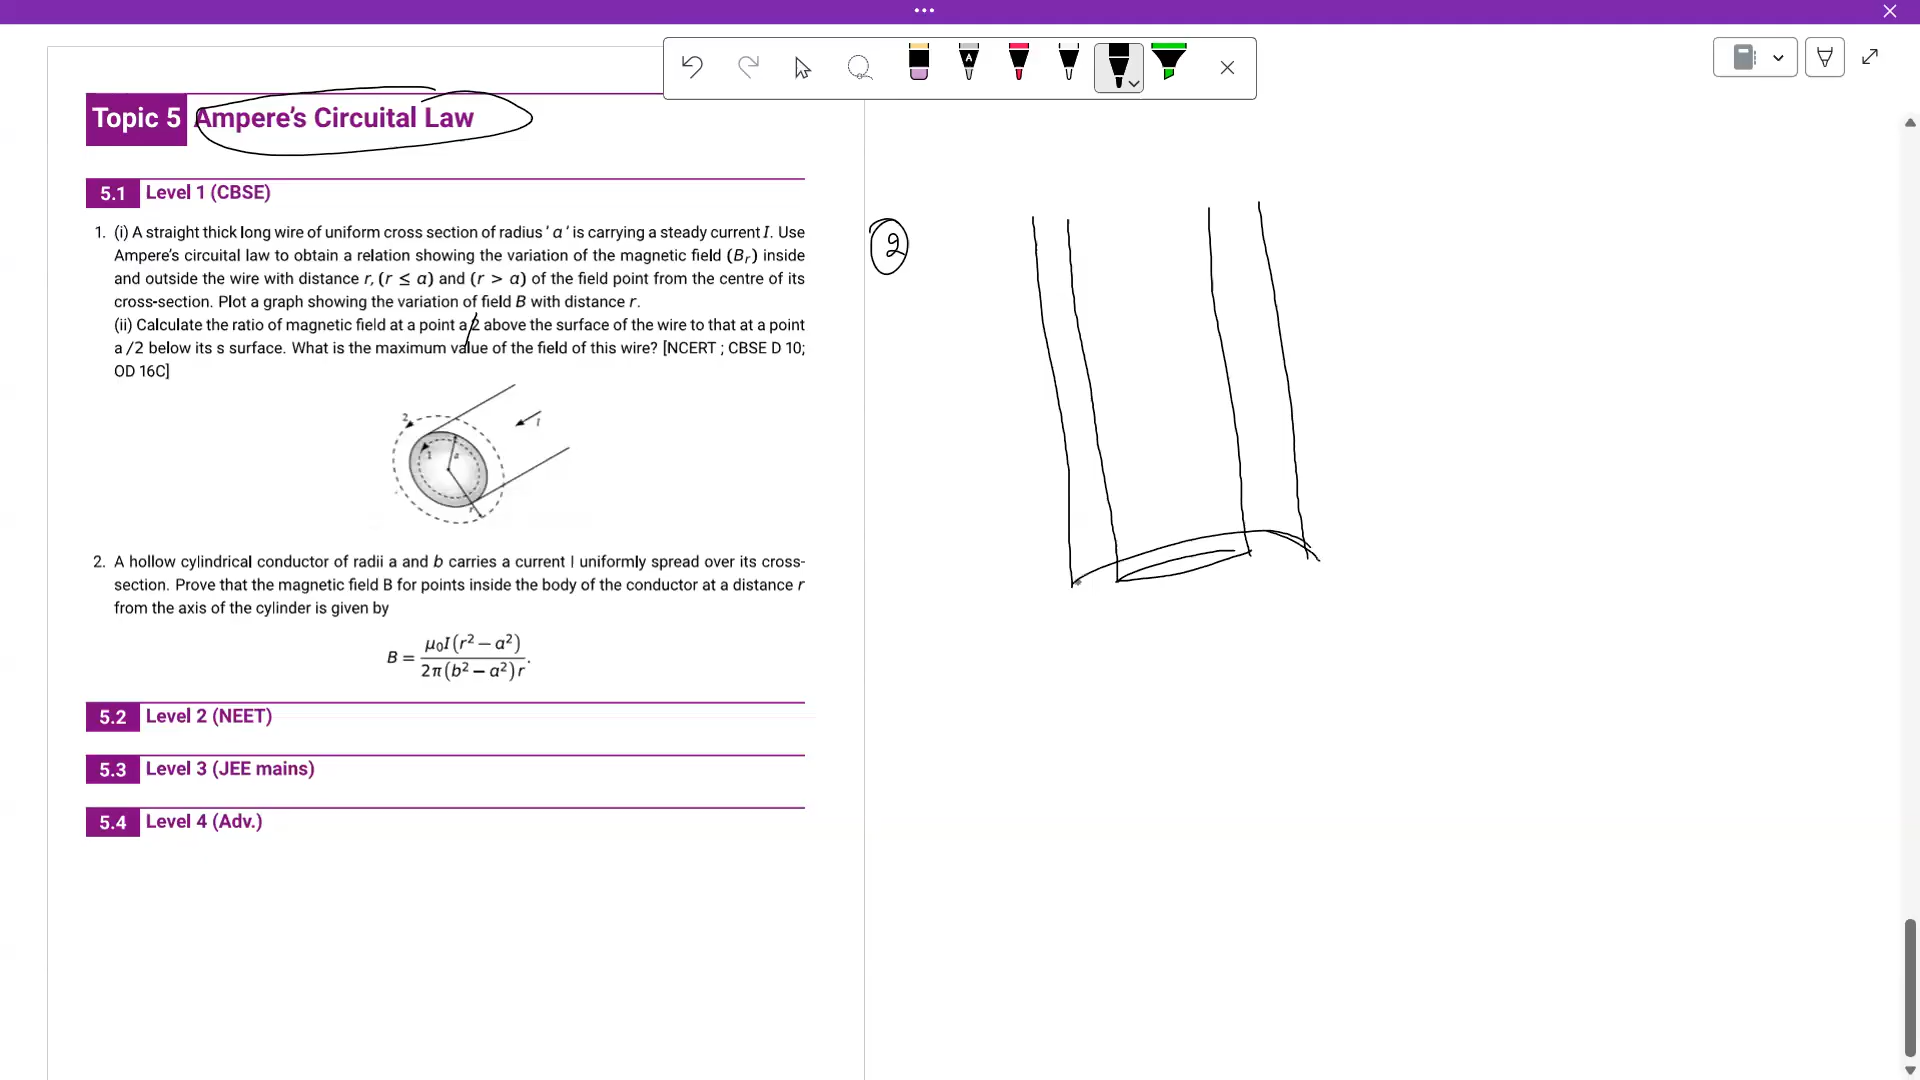 Topic 5 Ampere's Circuital Law
5.1 Level 1 (CBSE)
1. (i) A straight thick long wire of uniform cross section of radius ' a ' is carrying a steady current I. Use
Ampere's circuital law to obtain a relation showing the variation of the magnetic field (Bᵣ) inside
and outside the wire with distance r, (r ≤ a) and (r > a) of the field point from the centre of its
cross-section. Plot a graph showing the variation of field B with distance r.
(ii) Calculate the ratio of magnetic field at a point a/2 above the surface of the wire to that at a point
a /2 below its s surface. What is the maximum value of the field of this wire? [NCERT ; CBSE D 10;
OD 16C]
2
I
1
a
r
2. A hollow cylindrical conductor of radii a and b carries a current I uniformly spread over its cross-
section. Prove that the magnetic field B for points inside the body of the conductor at a distance r
from the axis of the cylinder is given by
B = μ₀I(r² − a²) / 2π(b² − a²)r.
5.2 Level 2 (NEET)
5.3 Level 3 (JEE mains)
5.4 Level 4 (Adv.)
2
A